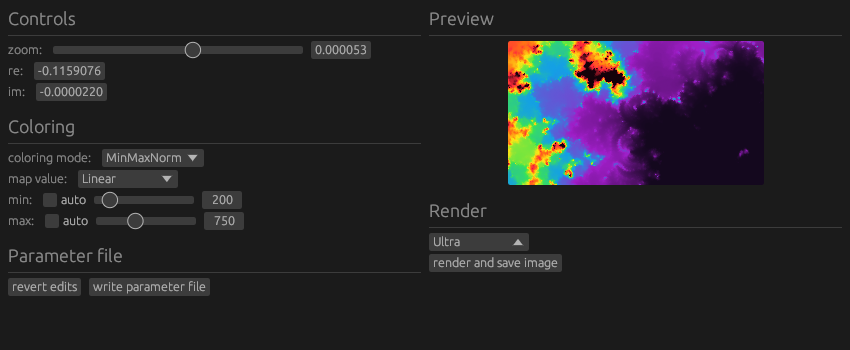 Controls
zoom: 0.000053
re: -0.1159076
im: -0.0000220
Coloring
coloring mode: MinMaxNorm
map value: Linear
min: auto 200
max: auto 750
Parameter file
revert edits write parameter file
Preview
Render
Ultra
render and save image